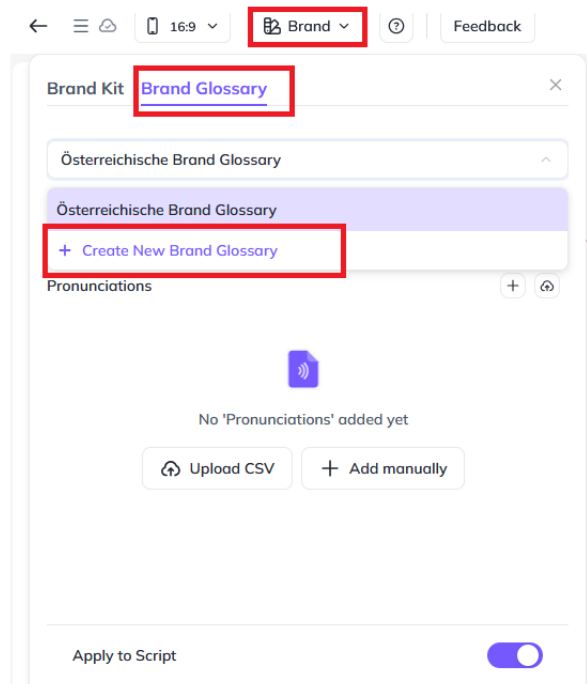 16:9
Brand
Feedback
Brand Kit
Brand Glossary
Österreichische Brand Glossary
Österreichische Brand Glossary
+ Create New Brand Glossary
Pronunciations
No 'Pronunciations' added yet
Upload CSV
+ Add manually
Apply to Script